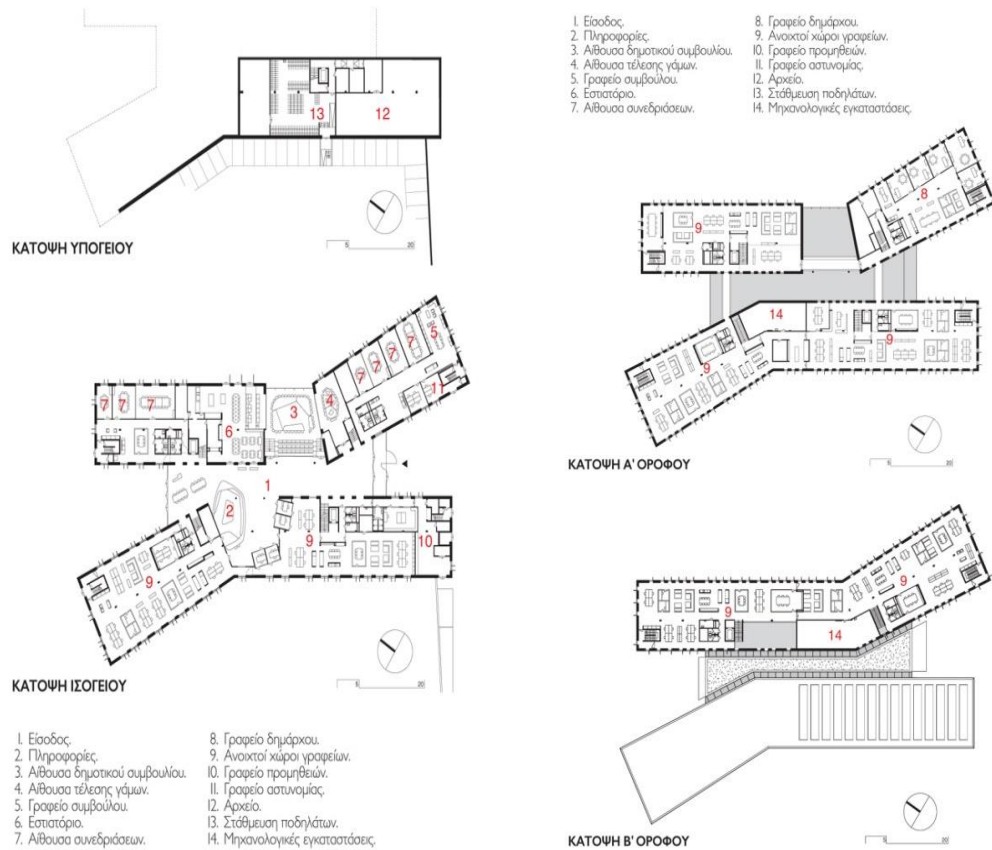 13
12
ΚΑΤΟΨΗ ΥΠΟΓΕΙΟΥ
5 20
5
7 7 7 7
11
4
7 7 7
3
6
1
2
9
10
9
ΚΑΤΟΨΗ ΙΣΟΓΕΙΟΥ
5 20
1. Είσοδος.
2. Πληροφορίες.
3. Αίθουσα δημοτικού συμβουλίου.
4. Αίθουσα τέλεσης γάμων.
5. Γραφείο συμβούλου.
6. Εστιατόριο.
7. Αίθουσα συνεδριάσεων.
8. Γραφείο δημάρχου.
9. Ανοιχτοί χώροι γραφείων.
10. Γραφείο προμηθειών.
11. Γραφείο αστυνομίας.
12. Αρχείο.
13. Στάθμευση ποδηλάτων.
14. Μηχανολογικές εγκαταστάσεις.
1. Είσοδος.
2. Πληροφορίες.
3. Αίθουσα δημοτικού συμβουλίου.
4. Αίθουσα τέλεσης γάμων.
5. Γραφείο συμβούλου.
6. Εστιατόριο.
7. Αίθουσα συνεδριάσεων.
8. Γραφείο δημάρχου.
9. Ανοιχτοί χώροι γραφείων.
10. Γραφείο προμηθειών.
11. Γραφείο αστυνομίας.
12. Αρχείο.
13. Στάθμευση ποδηλάτων.
14. Μηχανολογικές εγκαταστάσεις.
8
9
14
9
9
ΚΑΤΟΨΗ Α' ΟΡΟΦΟΥ
5 20
9
9
14
ΚΑΤΟΨΗ Β' ΟΡΟΦΟΥ
5 20